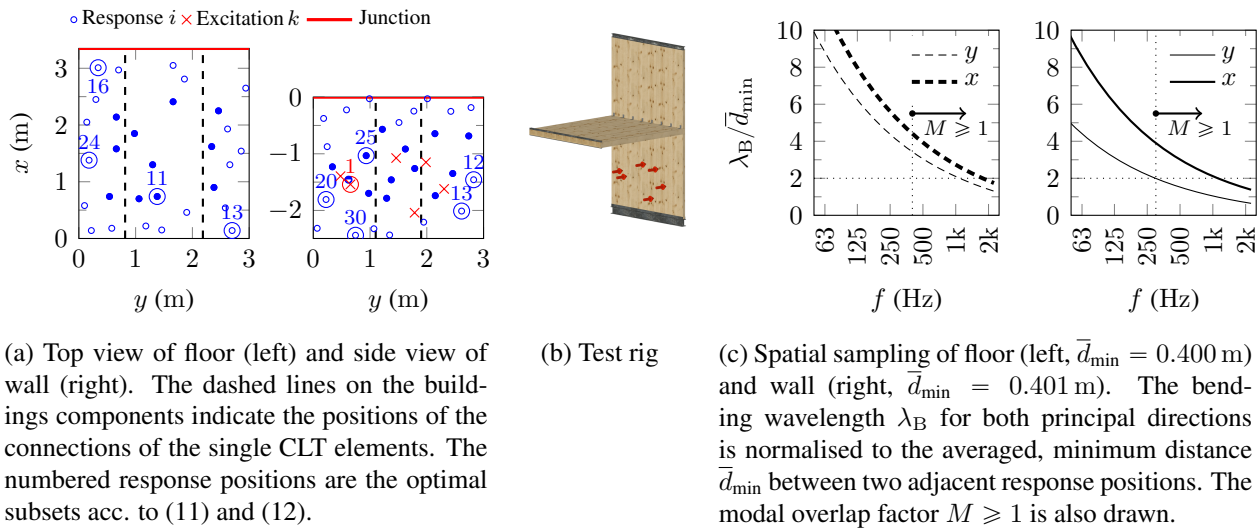 Response i Excitation k Junction
3
2
1
0
x (m)
0 1 2 3
y (m)
16
24
11
13
0
−1
−2
0 1 2 3
y (m)
25
1
12
20
13
30
10
8
6
4
2
0
λB/d̅min
63 125 250 500 1k 2k
f (Hz)
y
x
M ⩾ 1
10
8
6
4
2
0
63 125 250 500 1k 2k
f (Hz)
y
x
M ⩾ 1
(a) Top view of floor (left) and side view of
wall (right). The dashed lines on the build-
ings components indicate the positions of the
connections of the single CLT elements. The
numbered response positions are the optimal
subsets acc. to (11) and (12).
(b) Test rig
(c) Spatial sampling of floor (left, d̅min = 0.400 m)
and wall (right, d̅min = 0.401 m). The bend-
ing wavelength λB for both principal directions
is normalised to the averaged, minimum distance
d̅min between two adjacent response positions. The
modal overlap factor M ⩾ 1 is also drawn.